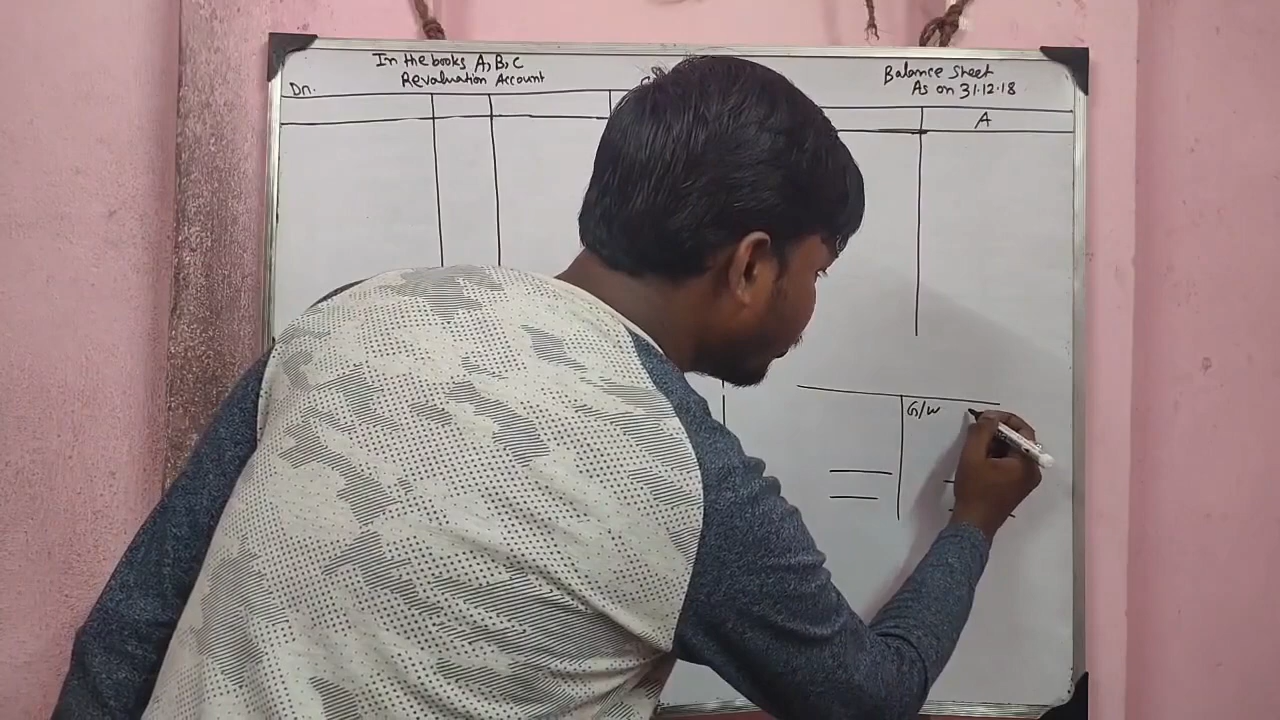 In the books A, B, C
Revaluation Account
Dr.
Balance Sheet
As on 31.12.18
A
G/W